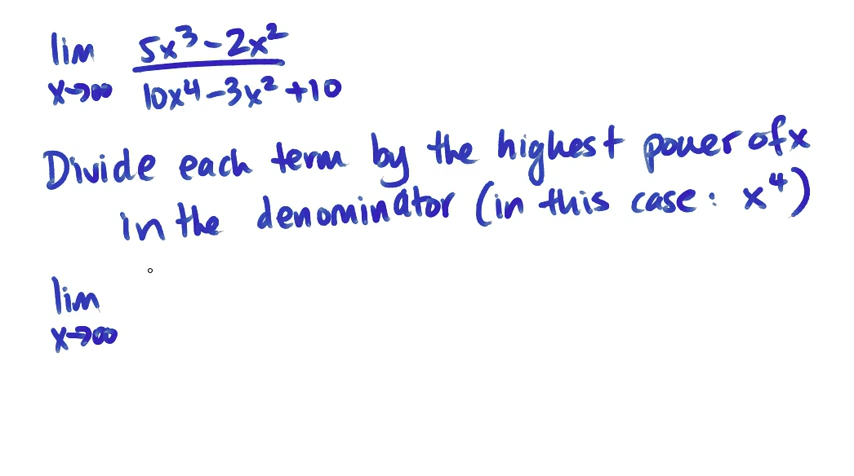 lim 5x³-2x²
x→∞ 10x⁴-3x²+10
Divide each term by the highest power of x
in the denominator (in this case: x⁴)
lim
x→∞